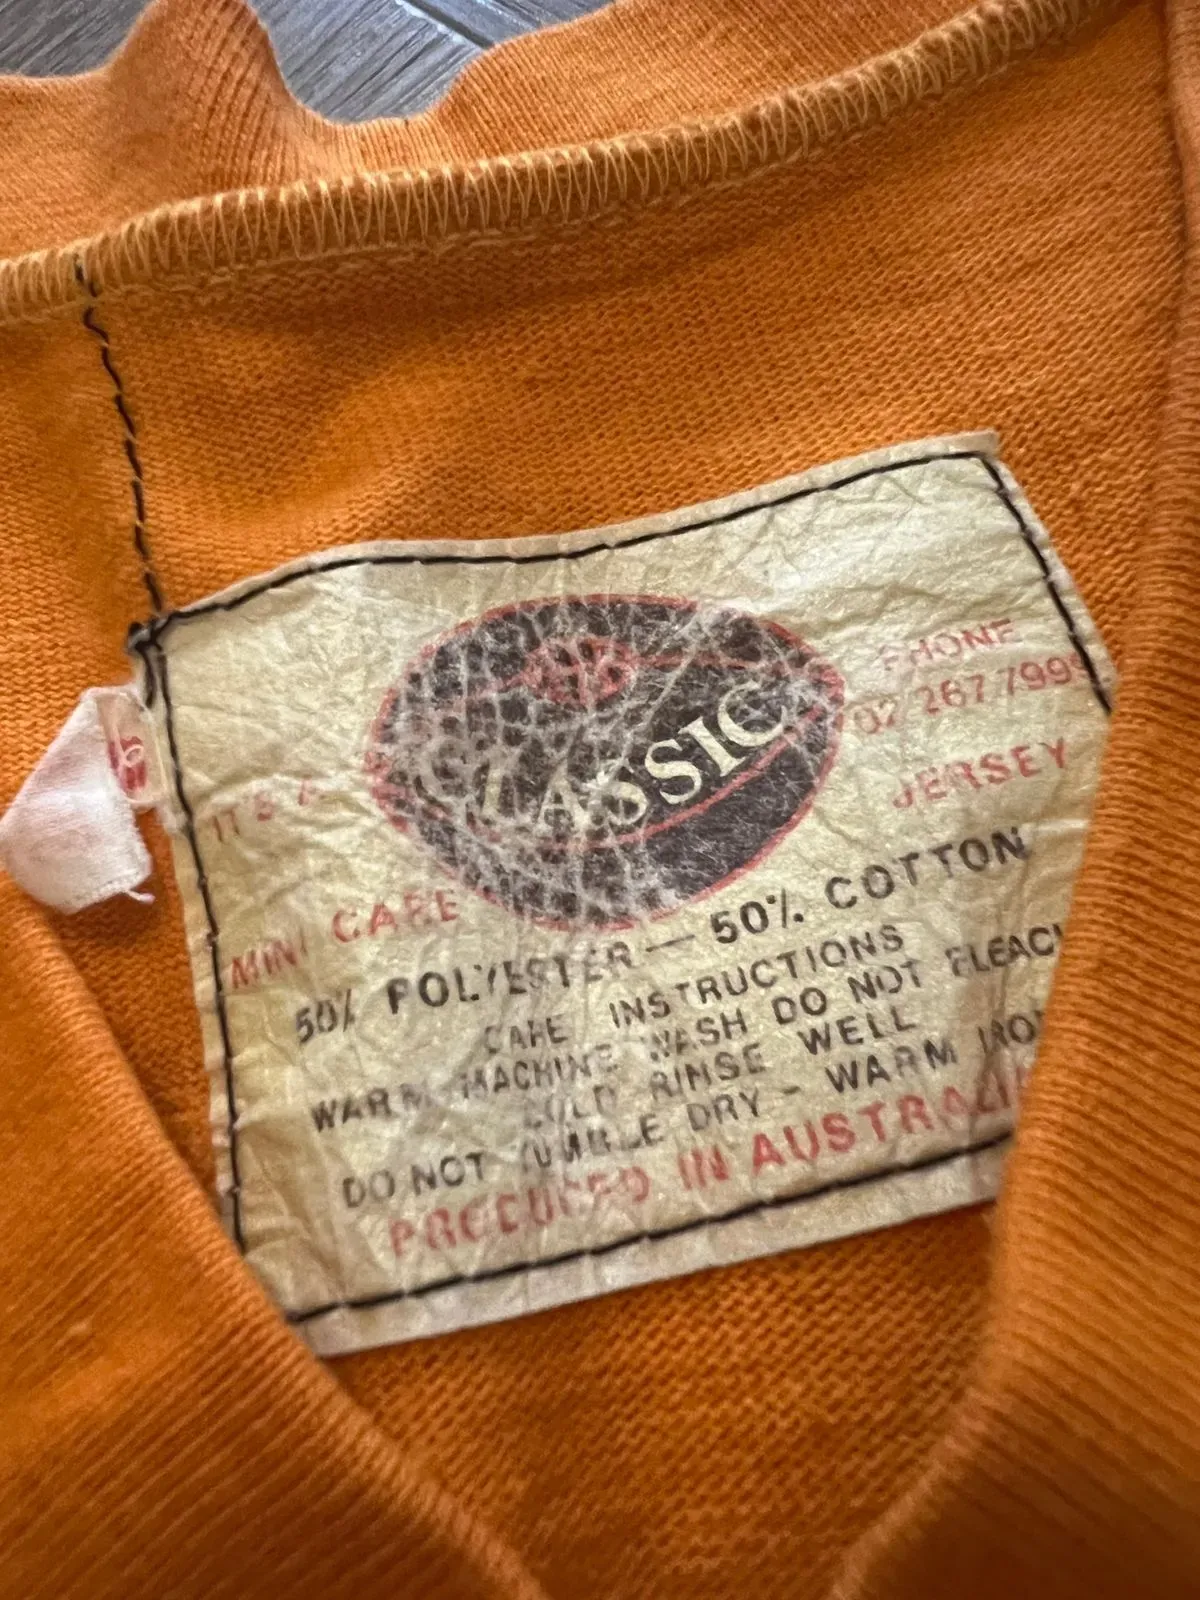 CLASSIC
PHONE
02 267 7999
IT'S A
JERSEY
MINI CARE
50% POLYESTER — 50% COTTON
CARE INSTRUCTIONS
WARM MACHINE WASH DO NOT BLEACH
COLD RINSE WELL
DO NOT TUMBLE DRY - WARM IRON
PRODUCED IN AUSTRALIA